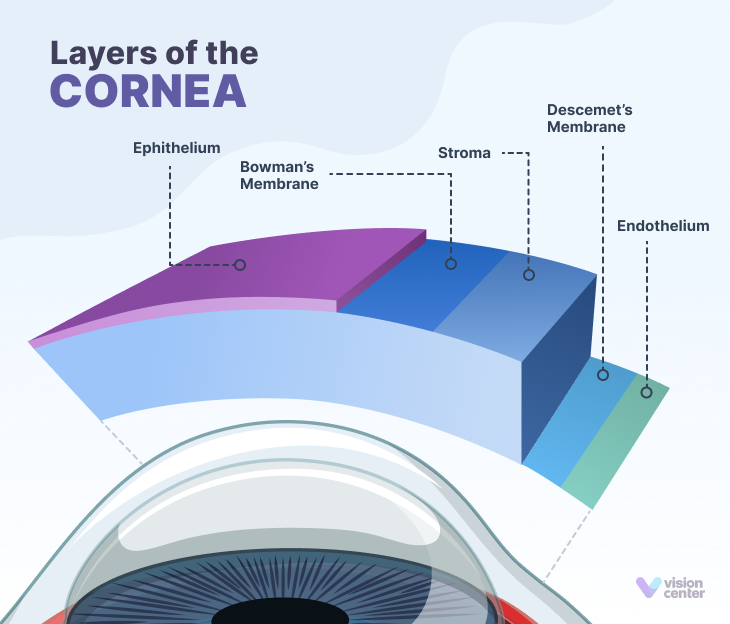 Layers of the
CORNEA
Ephithelium
Bowman's
Membrane
Stroma
Descemet's
Membrane
Endothelium
vision
center